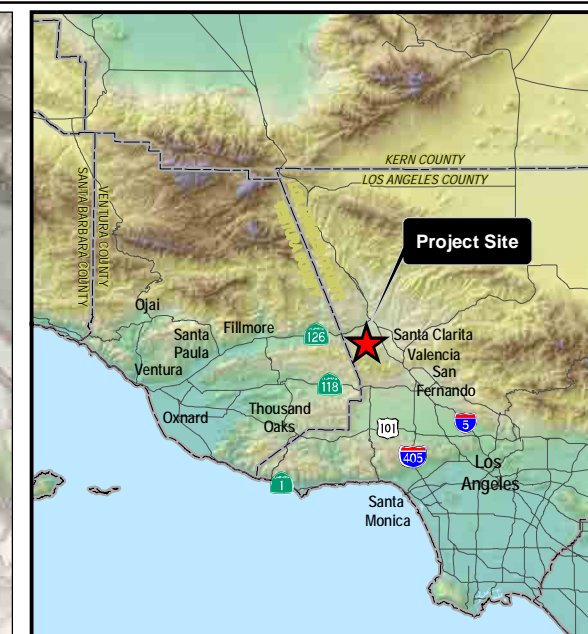 KERN COUNTY
LOS ANGELES COUNTY
SANTA BARBARA COUNTY
VENTURA COUNTY
Project Site
Ojai
Santa
Paula
Fillmore
126
Santa Clarita
Valencia
Ventura
San
Fernando
118
Oxnard
Thousand
Oaks
101
5
405
Los
Angeles
1
Santa
Monica